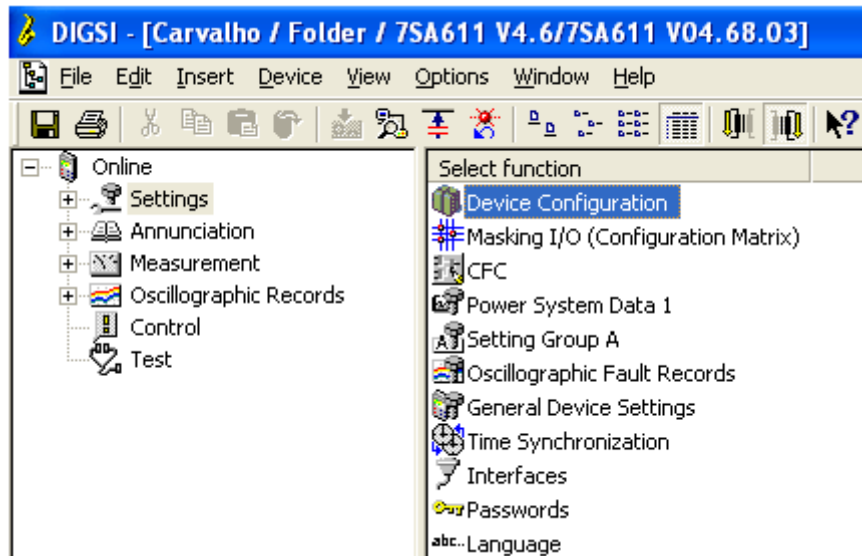 DIGSI - [Carvalho / Folder / 7SA611 V4.6/7SA611 V04.68.03]
File Edit Insert Device View Options Window Help
Online
Settings
Annunciation
Measurement
Oscillographic Records
Control
Test
Select function
Device Configuration
Masking I/O (Configuration Matrix)
CFC
Power System Data 1
Setting Group A
Oscillographic Fault Records
General Device Settings
Time Synchronization
Interfaces
Passwords
abc..Language